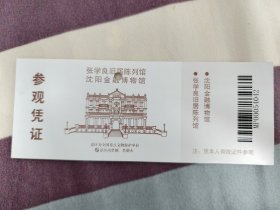 参观凭证
张学良旧居陈列馆
沈阳金融博物馆
·沈阳金融博物馆
·张学良旧居陈列馆
注：凭本人有效证件参观